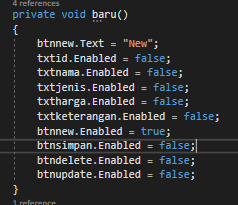 4 references
private void baru()
{
btnnew.Text = "New";
txtid.Enabled = false;
txtnama.Enabled = false;
txtjenis.Enabled = false;
txtharga.Enabled = false;
txtketerangan.Enabled = false;
btnnew.Enabled = true;
btnsimpan.Enabled = false;
btndelete.Enabled = false;
btnupdate.Enabled = false;
}
1 reference